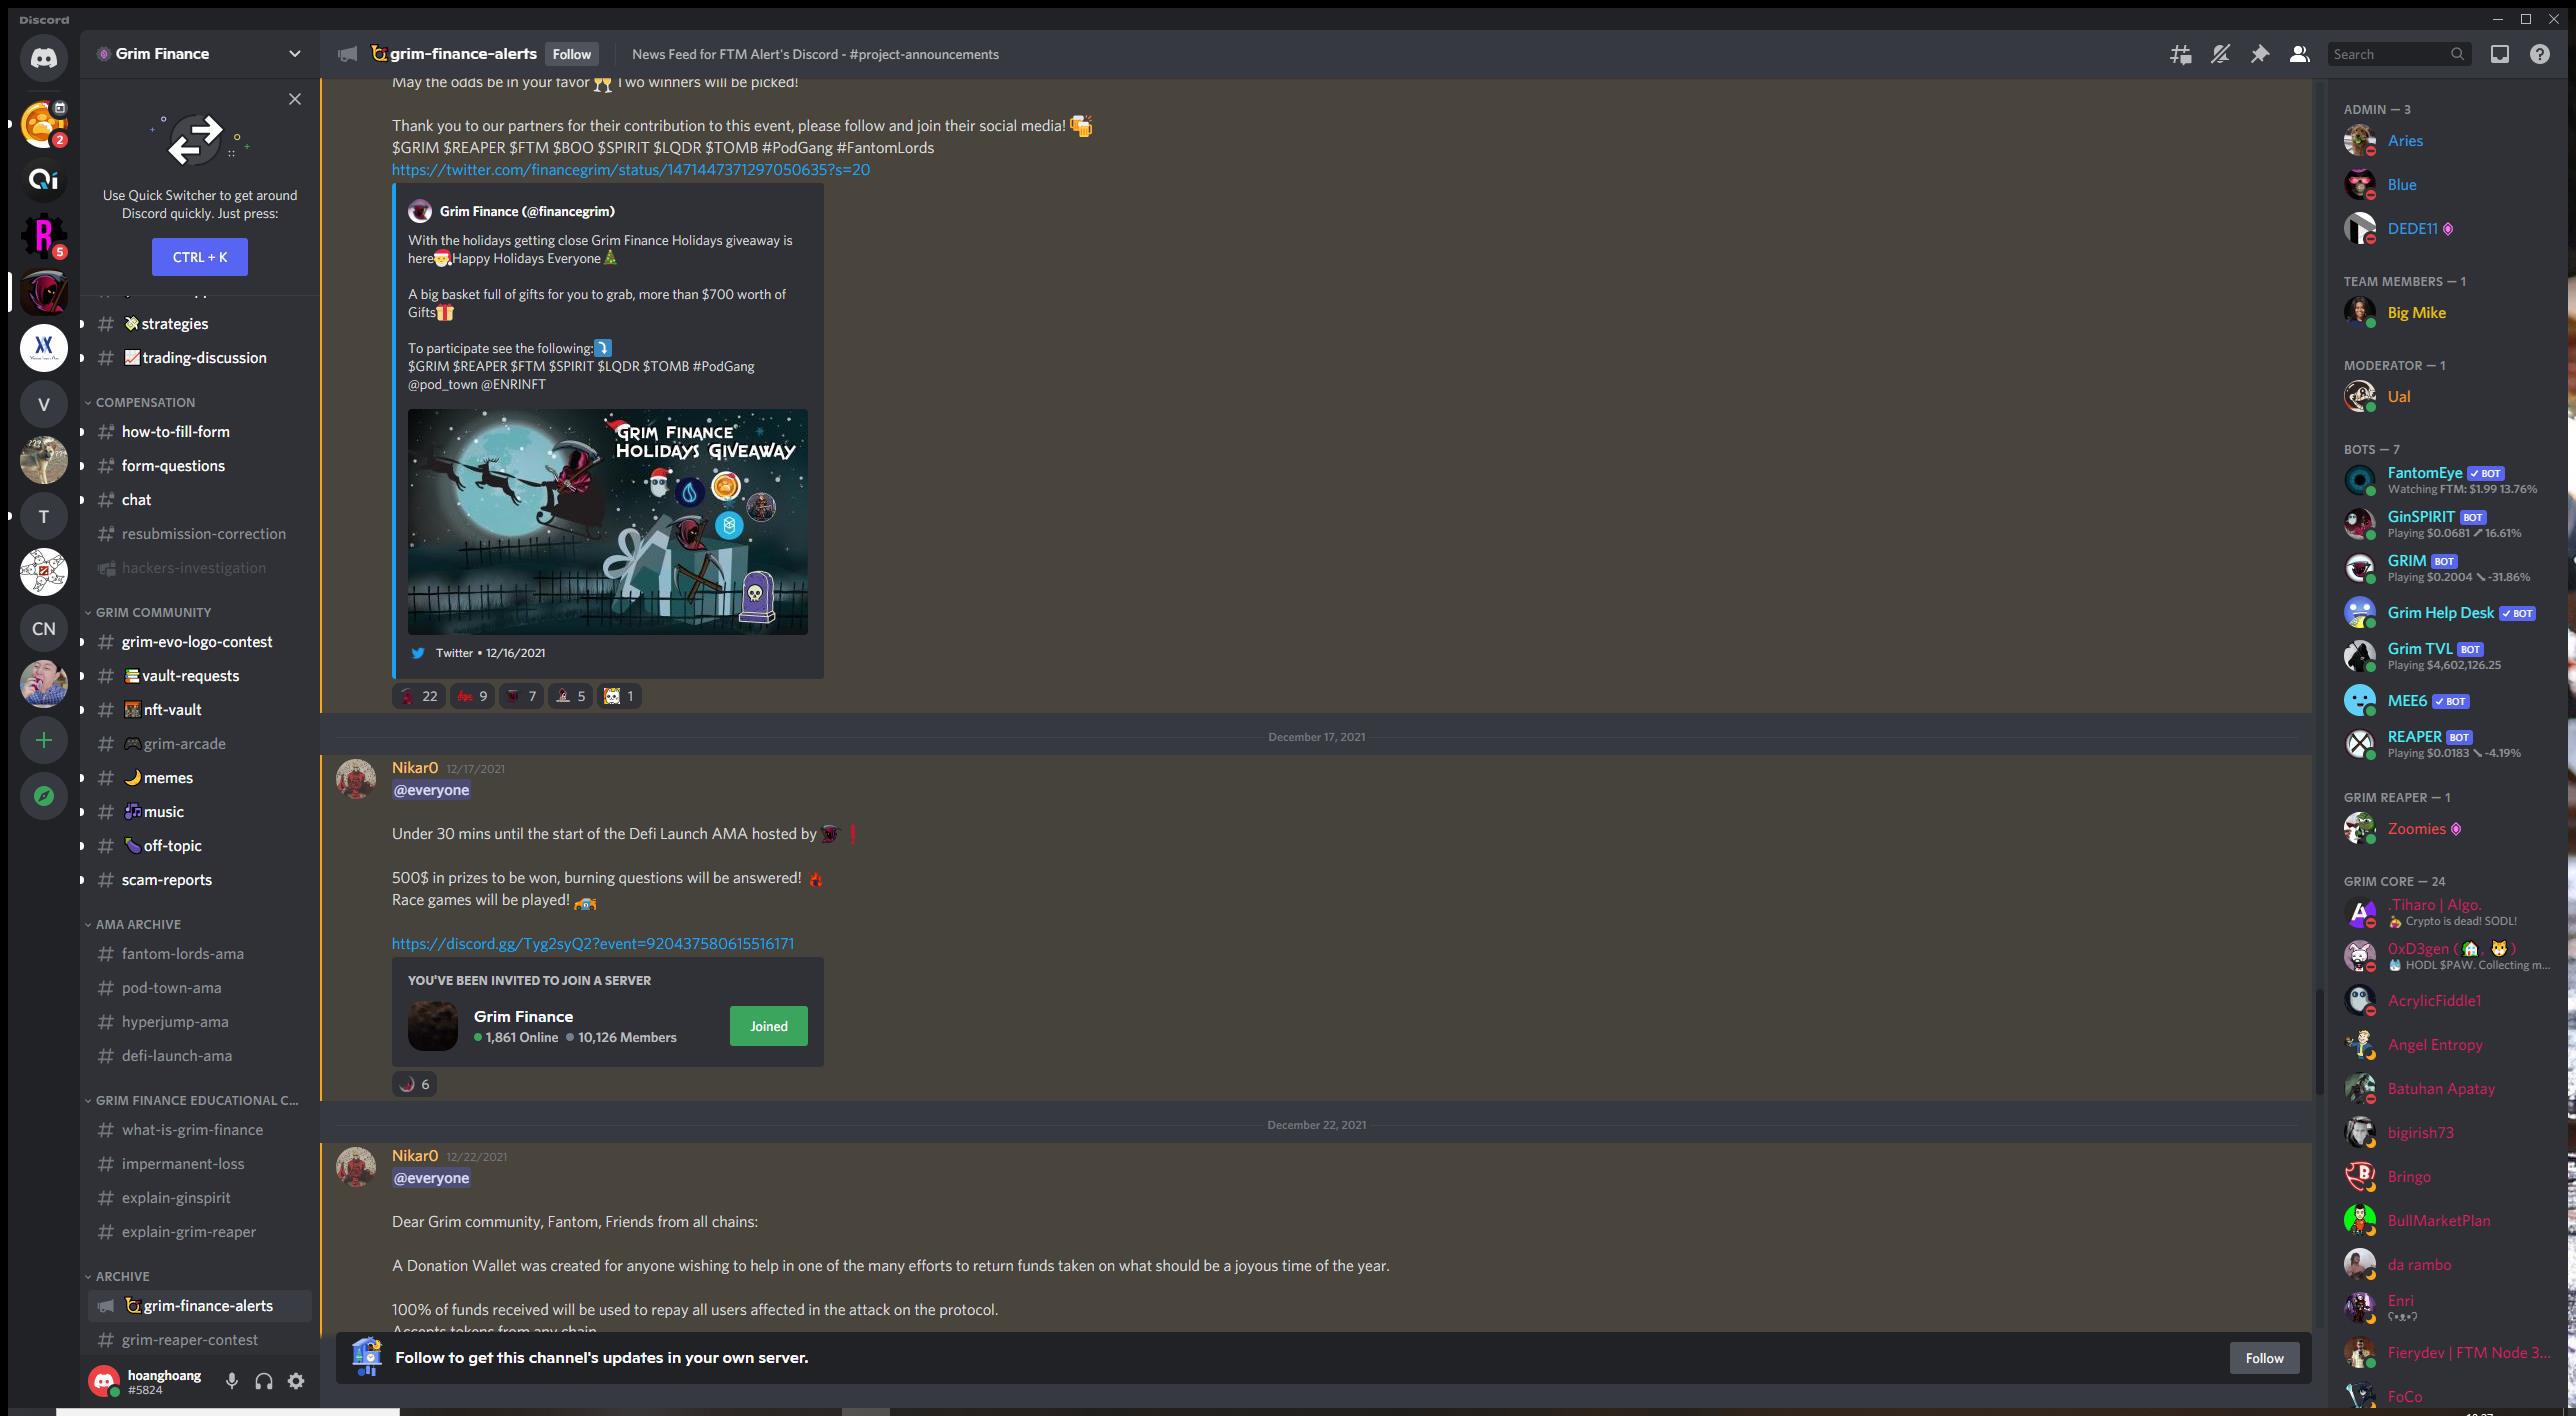 Discord
Grim Finance
Use Quick Switcher to get around
Discord quickly. Just press:
CTRL + K
2
5
V
T
CN
strategies
trading-discussion
COMPENSATION
how-to-fill-form
form-questions
chat
resubmission-correction
hackers-investigation
GRIM COMMUNITY
grim-evo-logo-contest
vault-requests
nft-vault
grim-arcade
memes
music
off-topic
scam-reports
AMA ARCHIVE
fantom-lords-ama
pod-town-ama
hyperjump-ama
defi-launch-ama
GRIM FINANCE EDUCATIONAL C...
what-is-grim-finance
impermanent-loss
explain-ginspirit
explain-grim-reaper
ARCHIVE
grim-finance-alerts
grim-reaper-contest
hoanghoang
#5824
grim-finance-alerts Follow News Feed for FTM Alert's Discord - #project-announcements
Search
May the odds be in your favor 🥂 Two winners will be picked!
Thank you to our partners for their contribution to this event, please follow and join their social media! 🍻
$GRIM $REAPER $FTM $BOO $SPIRIT $LQDR $TOMB #PodGang #FantomLords
https://twitter.com/financegrim/status/1471447371297050635?s=20
Grim Finance (@financegrim)
With the holidays getting close Grim Finance Holidays giveaway is
here🎅Happy Holidays Everyone🎄
A big basket full of gifts for you to grab, more than $700 worth of
Gifts🎁
To participate see the following:⤵️
$GRIM $REAPER $FTM $SPIRIT $LQDR $TOMB #PodGang
@pod_town @ENRINFT
GRIM FINANCE
HOLIDAYS GIVEAWAY
Twitter • 12/16/2021
22 9 7 5 1
December 17, 2021
Nikar0 12/17/2021
@everyone
Under 30 mins until the start of the Defi Launch AMA hosted by ❗
500$ in prizes to be won, burning questions will be answered!
Race games will be played!
https://discord.gg/Tyg2syQ2?event=920437580615516171
YOU'VE BEEN INVITED TO JOIN A SERVER
Grim Finance
1,861 Online 10,126 Members
Joined
6
December 22, 2021
Nikar0 12/22/2021
@everyone
Dear Grim community, Fantom, Friends from all chains:
A Donation Wallet was created for anyone wishing to help in one of the many efforts to return funds taken on what should be a joyous time of the year.
100% of funds received will be used to repay all users affected in the attack on the protocol.
Accepts tokens from any chain
Follow to get this channel's updates in your own server.
Follow
ADMIN — 3
Aries
Blue
DEDE11
TEAM MEMBERS — 1
Big Mike
MODERATOR — 1
Ual
BOTS — 7
FantomEye ✓ BOT
Watching FTM: $1.99 13.76%
GinSPIRIT BOT
Playing $0.0681 16.61%
GRIM BOT
Playing $0.2004 -31.86%
Grim Help Desk ✓ BOT
Grim TVL BOT
Playing $4,602,126.25
MEE6 ✓ BOT
REAPER BOT
Playing $0.0183 -4.19%
GRIM REAPER — 1
Zoomies
GRIM CORE — 24
.Tiharo | Algo.
Crypto is dead! SODL!
0xD3gen (🏠, 🐱)
HODL $PAW. Collecting m...
AcrylicFiddle1
Angel Entropy
Batuhan Apatay
bigirish73
Bringo
BullMarketPlan
da rambo
Enri
ʕ•ᴥ•ʔ
Fierydev | FTM Node 3...
FoCo